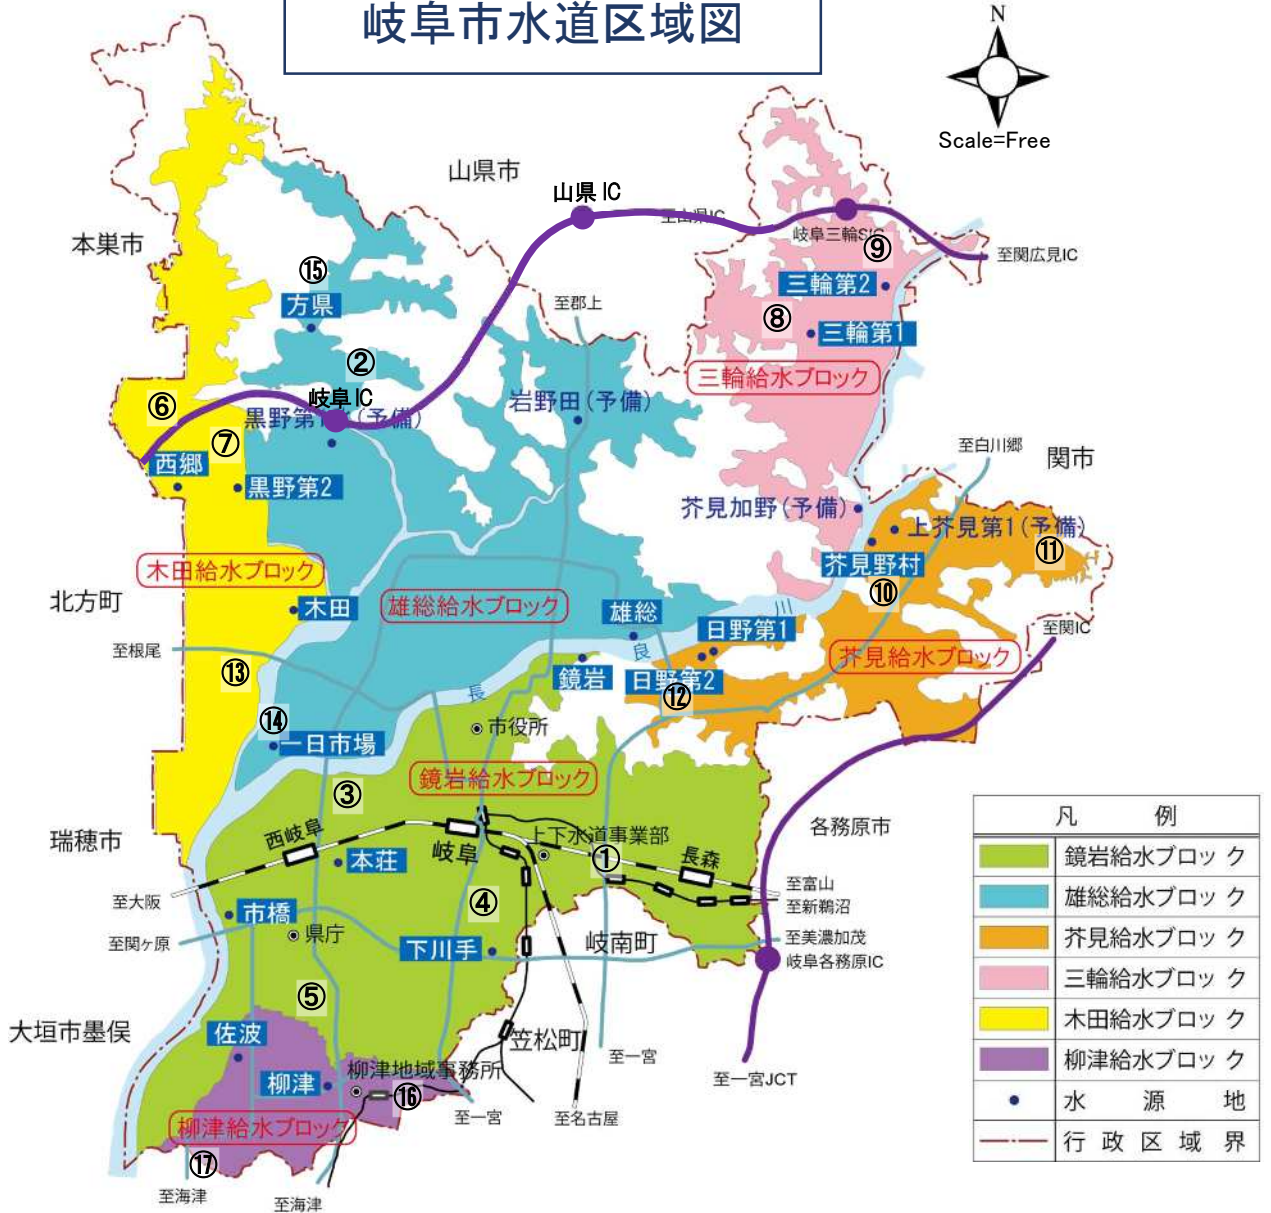 岐阜市水道区域図
N
Scale=Free
山県市
山県 IC
至山県IC
本巣市
岐阜三輪SIC
⑨
至関広見IC
⑮
方県
三輪第2
至郡上
⑧
三輪第1
②
三輪給水ブロック
岐阜IC
⑥
黒野第1(予備)
岩野田(予備)
⑦
至白川郷
関市
西郷
黒野第2
芥見加野(予備)
上芥見第1(予備)
⑪
芥見野村
木田給水ブロック
⑩
北方町
木田
雄総給水ブロック
雄総
川
日野第1
至関IC
至根尾
良
芥見給水ブロック
⑬
鏡岩
日野第2
長
⑫
⑭
市役所
一日市場
鏡岩給水ブロック
③
瑞穂市
西岐阜
岐阜
上下水道事業部
各務原市
①
長森
本荘
至富山
至大阪
④
至新鵜沼
市橋
県庁
至関ヶ原
下川手
岐南町
至美濃加茂
岐阜各務原IC
⑤
大垣市墨俣
佐波
笠松町
至一宮
柳津地域事務所
柳津
至一宮JCT
⑯
柳津給水ブロック
至一宮
至名古屋
⑰
至海津
至海津
凡 例
鏡岩給水ブロック
雄総給水ブロック
芥見給水ブロック
三輪給水ブロック
木田給水ブロック
柳津給水ブロック
水 源 地
行 政 区 域 界